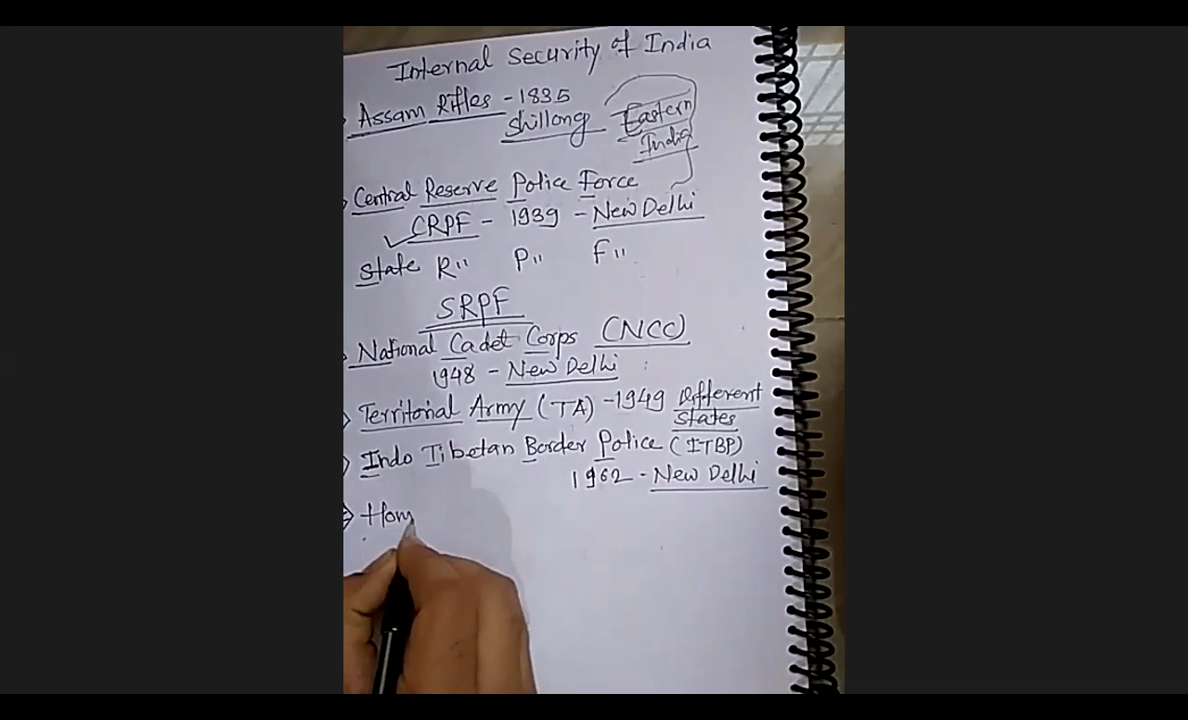 Internal Security of India
Assam Rifles - 1835
Shillong
Eastern
India
Central Reserve Police Force
CRPF - 1939 - New Delhi
State R" P" F"
SRPF
National Cadet Corps (NCC)
1948 - New Delhi
Territorial Army (TA) - 1949 Different
States
Indo Tibetan Border Police (ITBP)
1962 - New Delhi
Hom